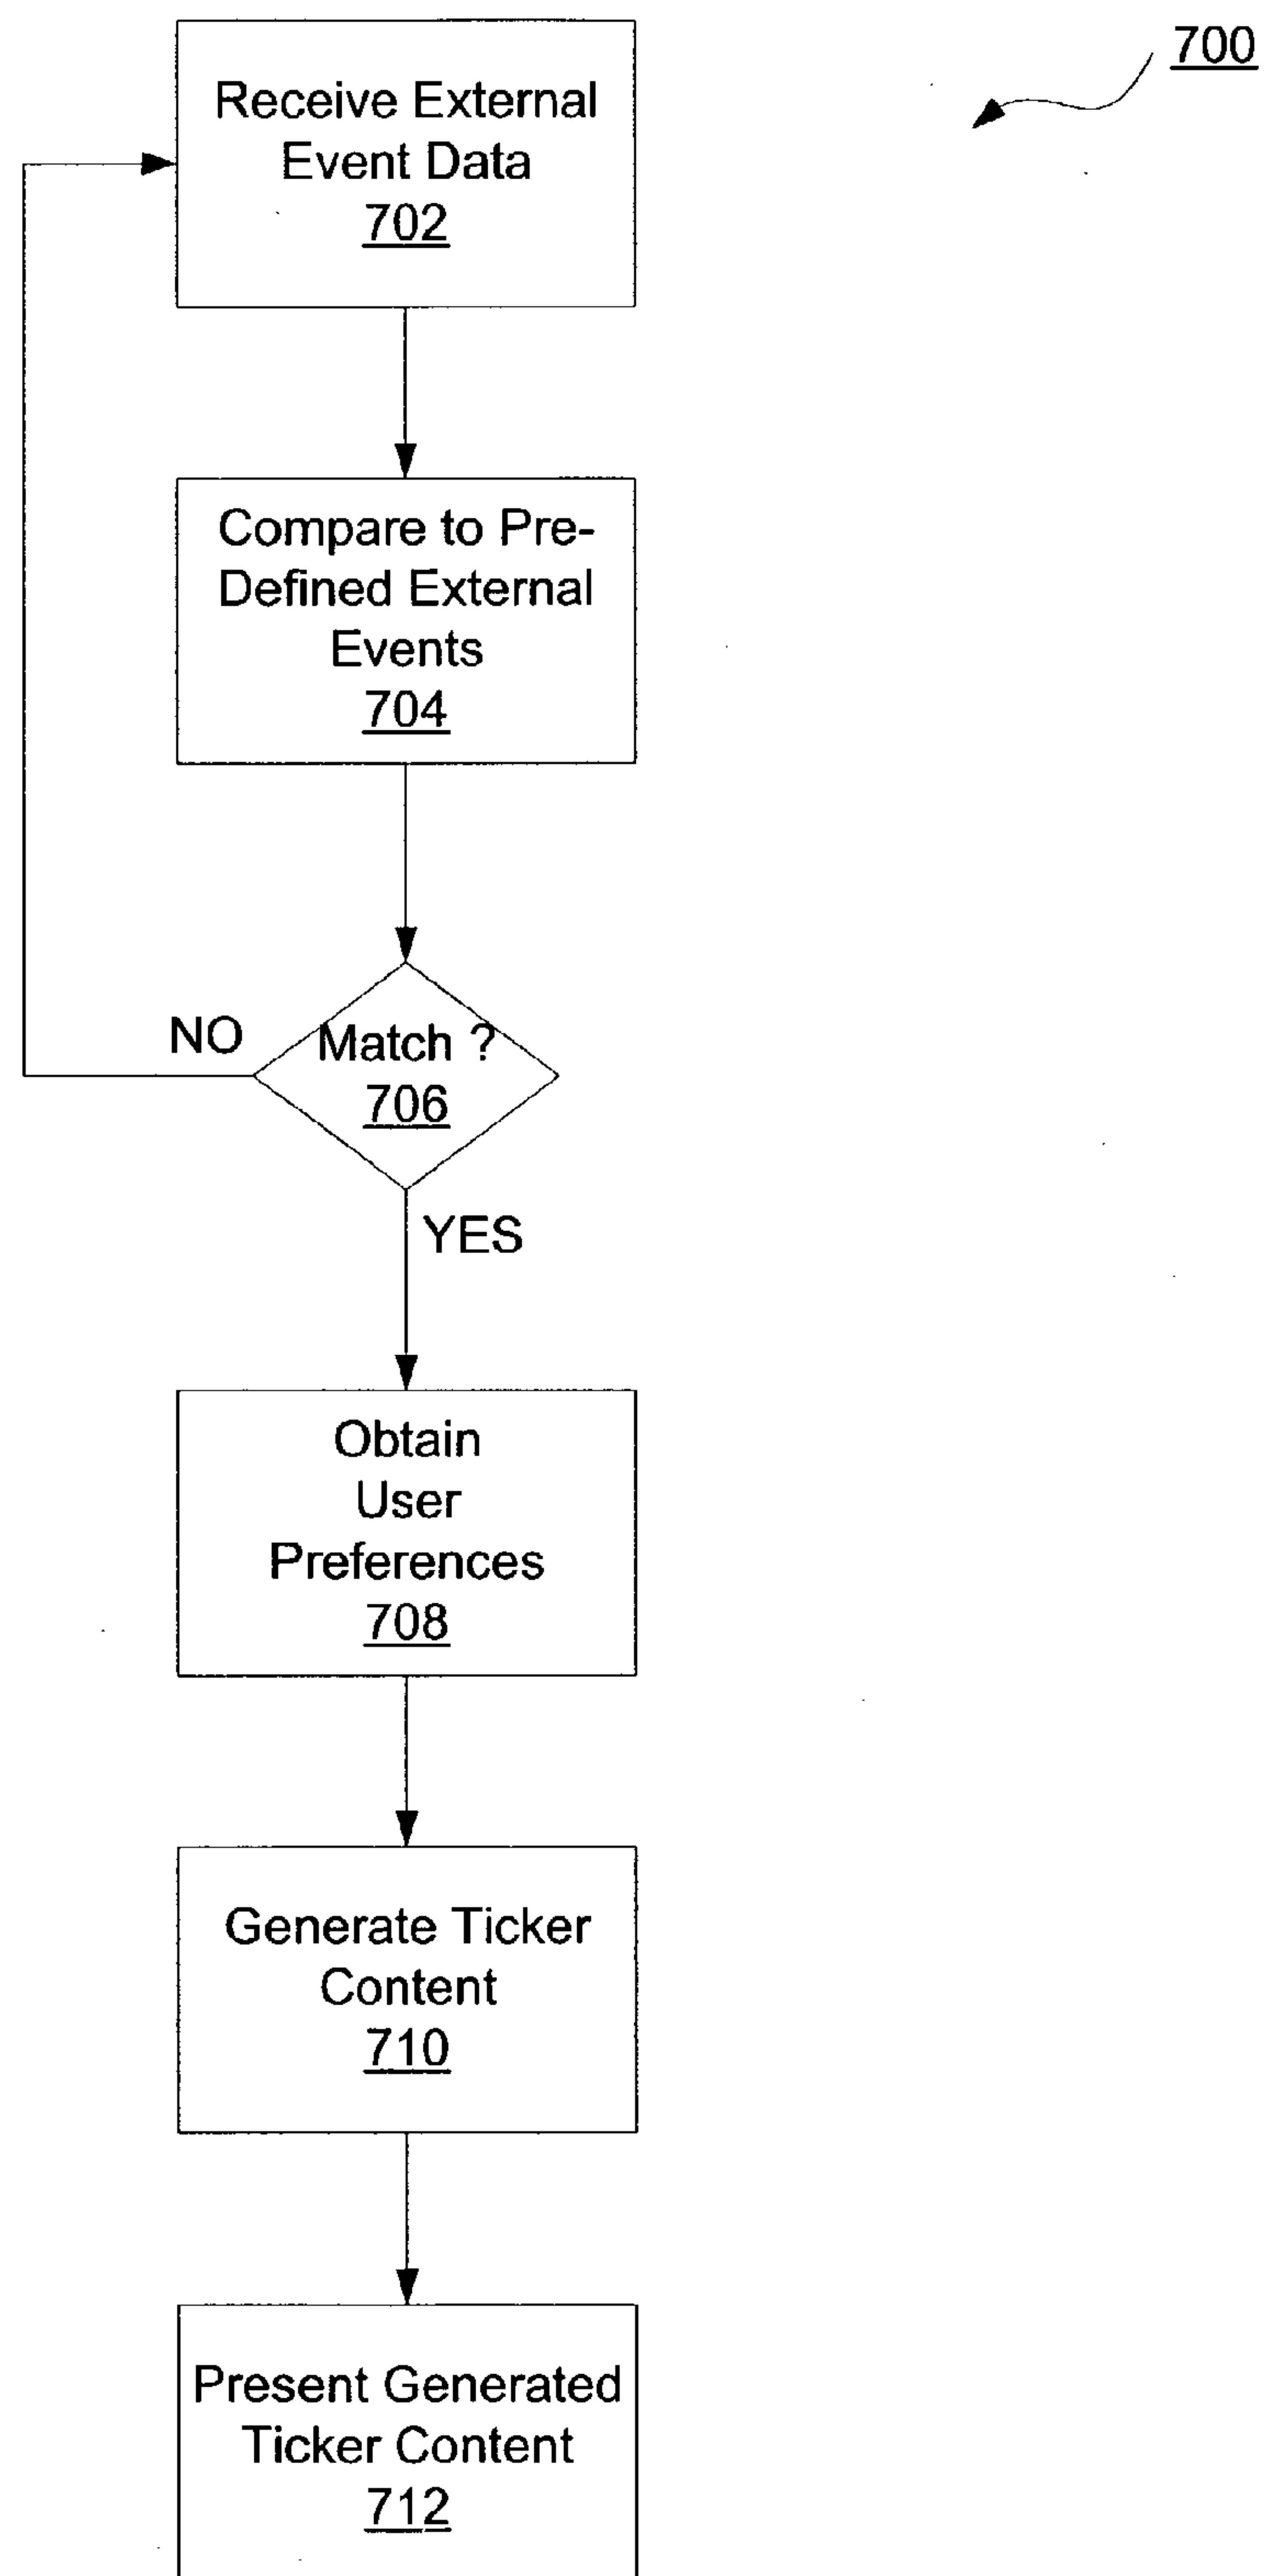 700
Receive External
Event Data
702
Compare to Pre-
Defined External
Events
704
Match ?
706
NO
YES
Obtain
User
Preferences
708
Generate Ticker
Content
710
Present Generated
Ticker Content
712